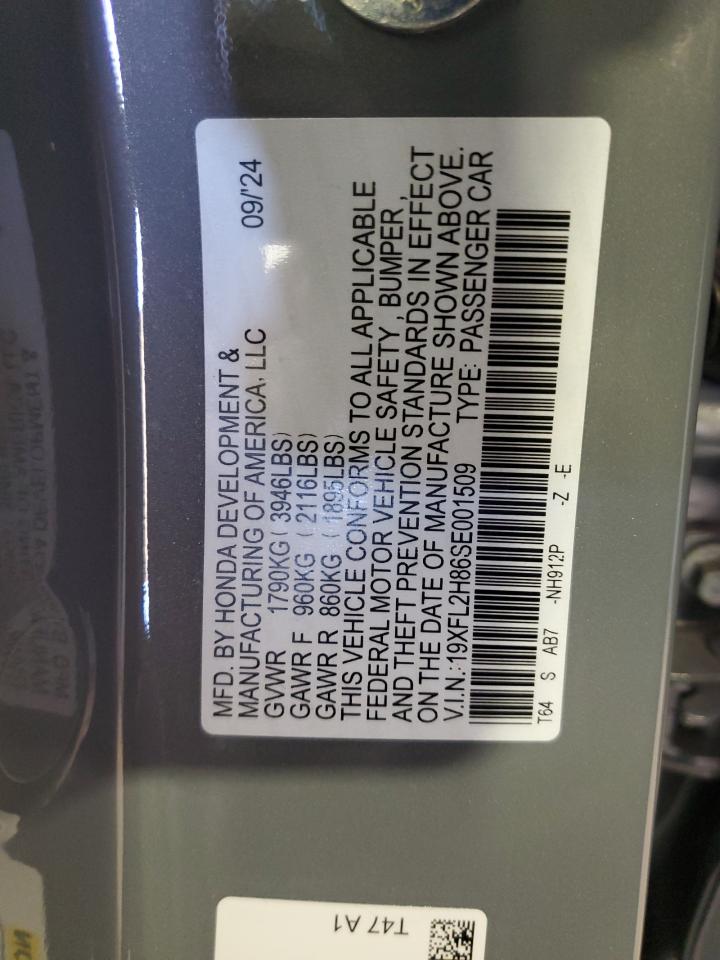 MFD. BY HONDA DEVELOPMENT &
MANUFACTURING OF AMERICA, LLC 09/'24
GVWR 1790KG ( 3946LBS)
GAWR F 960KG ( 2116LBS)
GAWR R 860KG ( 1895LBS)
THIS VEHICLE CONFORMS TO ALL APPLICABLE
FEDERAL MOTOR VEHICLE SAFETY , BUMPER ,
AND THEFT PREVENTION STANDARDS IN EFFECT
ON THE DATE OF MANUFACTURE SHOWN ABOVE.
V.I.N.:19XFL2H86SE001509 TYPE: PASSENGER CAR
T64 S AB7 -NH912P -Z -E
T47 A1